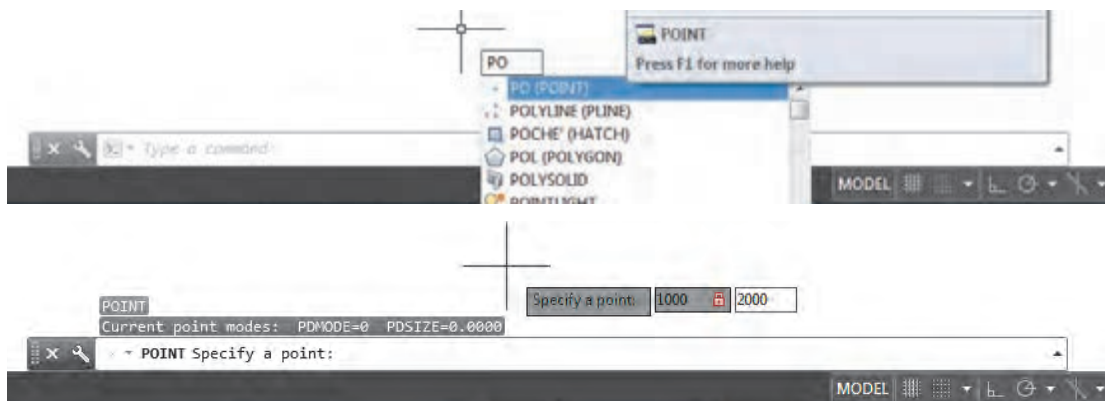 POINT
Press F1 for more help
PO
PO (POINT)
POLYLINE (PLINE)
POCHE' (HATCH)
POL (POLYGON)
POLYSOLID
POINTLIGHT
Type a command
MODEL
Specify a point: 1000 2000
POINT
Current point modes: PDMODE=0 PDSIZE=0.0000
POINT Specify a point:
MODEL